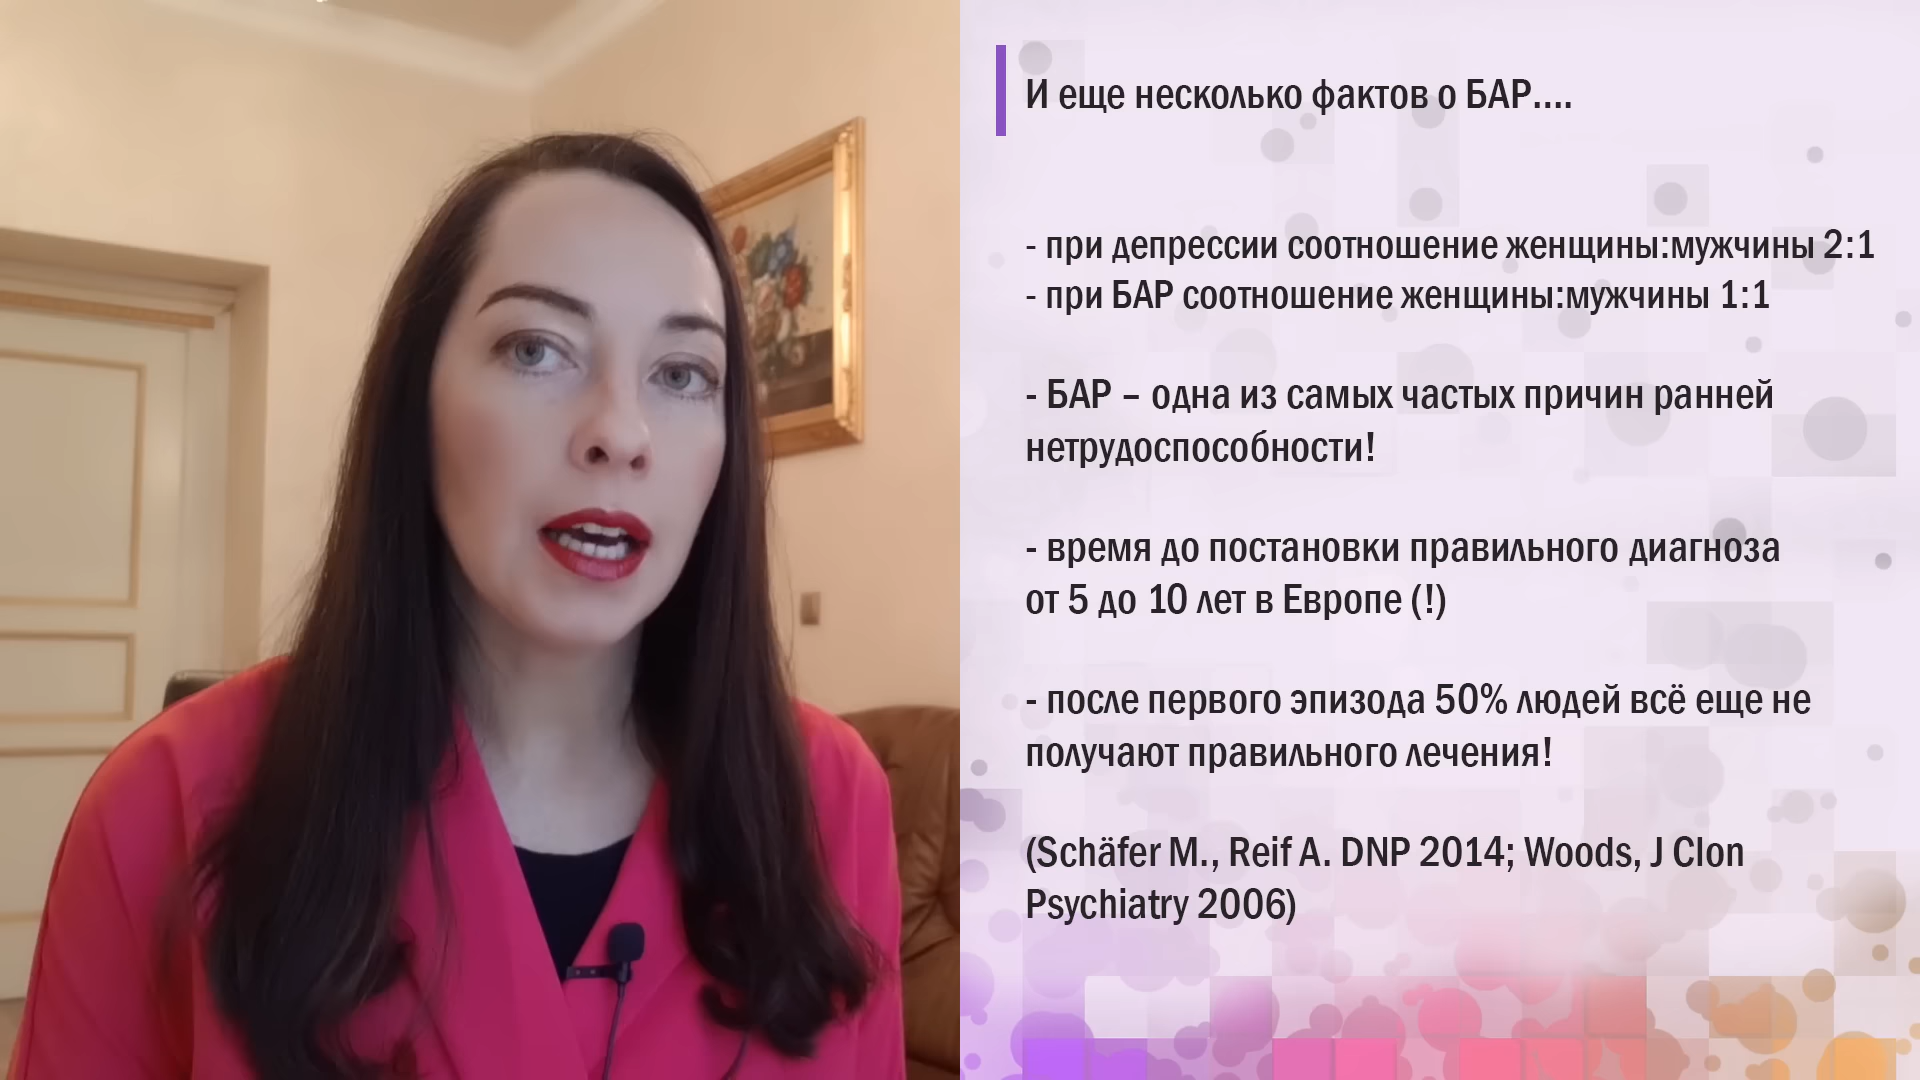 И еще несколько фактов о БАР....
- при депрессии соотношение женщины:мужчины 2:1
- при БАР соотношение женщины:мужчины 1:1
- БАР – одна из самых частых причин ранней
нетрудоспособности!
- время до постановки правильного диагноза
от 5 до 10 лет в Европе (!)
- после первого эпизода 50% людей всё еще не
получают правильного лечения!
(Schäfer M., Reif A. DNP 2014; Woods, J Clon
Psychiatry 2006)